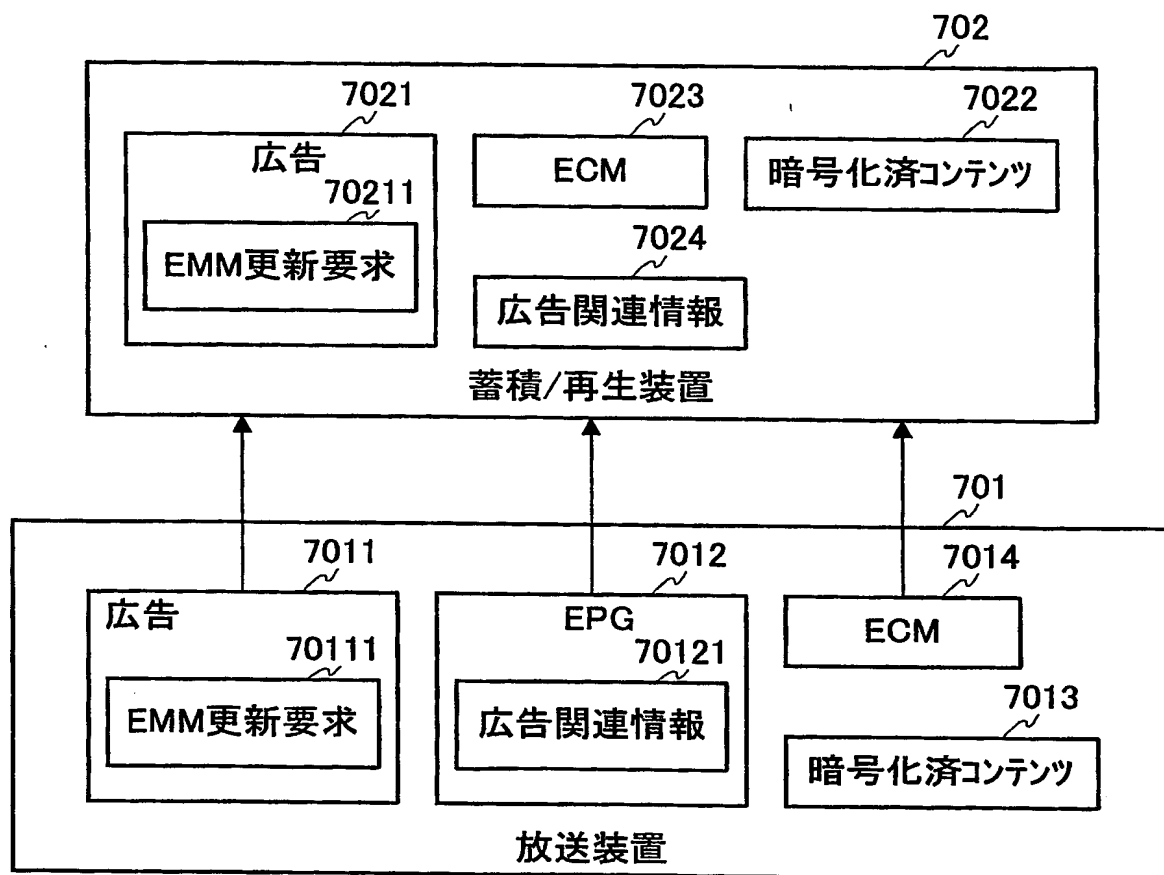 702
7021
7023
7022
広告
ECM
暗号化済コンテンツ
70211
EMM更新要求
7024
広告関連情報
蓄積/再生装置
701
7011
7012
7014
広告
EPG
ECM
70111
70121
EMM更新要求
広告関連情報
7013
暗号化済コンテンツ
放送装置